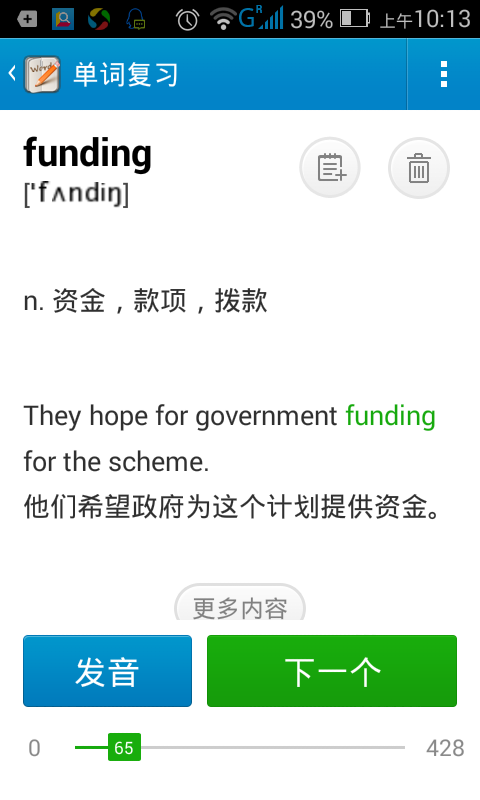 39% 上午10:13
单词复习
funding
['fʌndiŋ]
n. 资金，款项，拨款
They hope for government funding
for the scheme.
他们希望政府为这个计划提供资金。
更多内容
发音 下一个
0 65 428